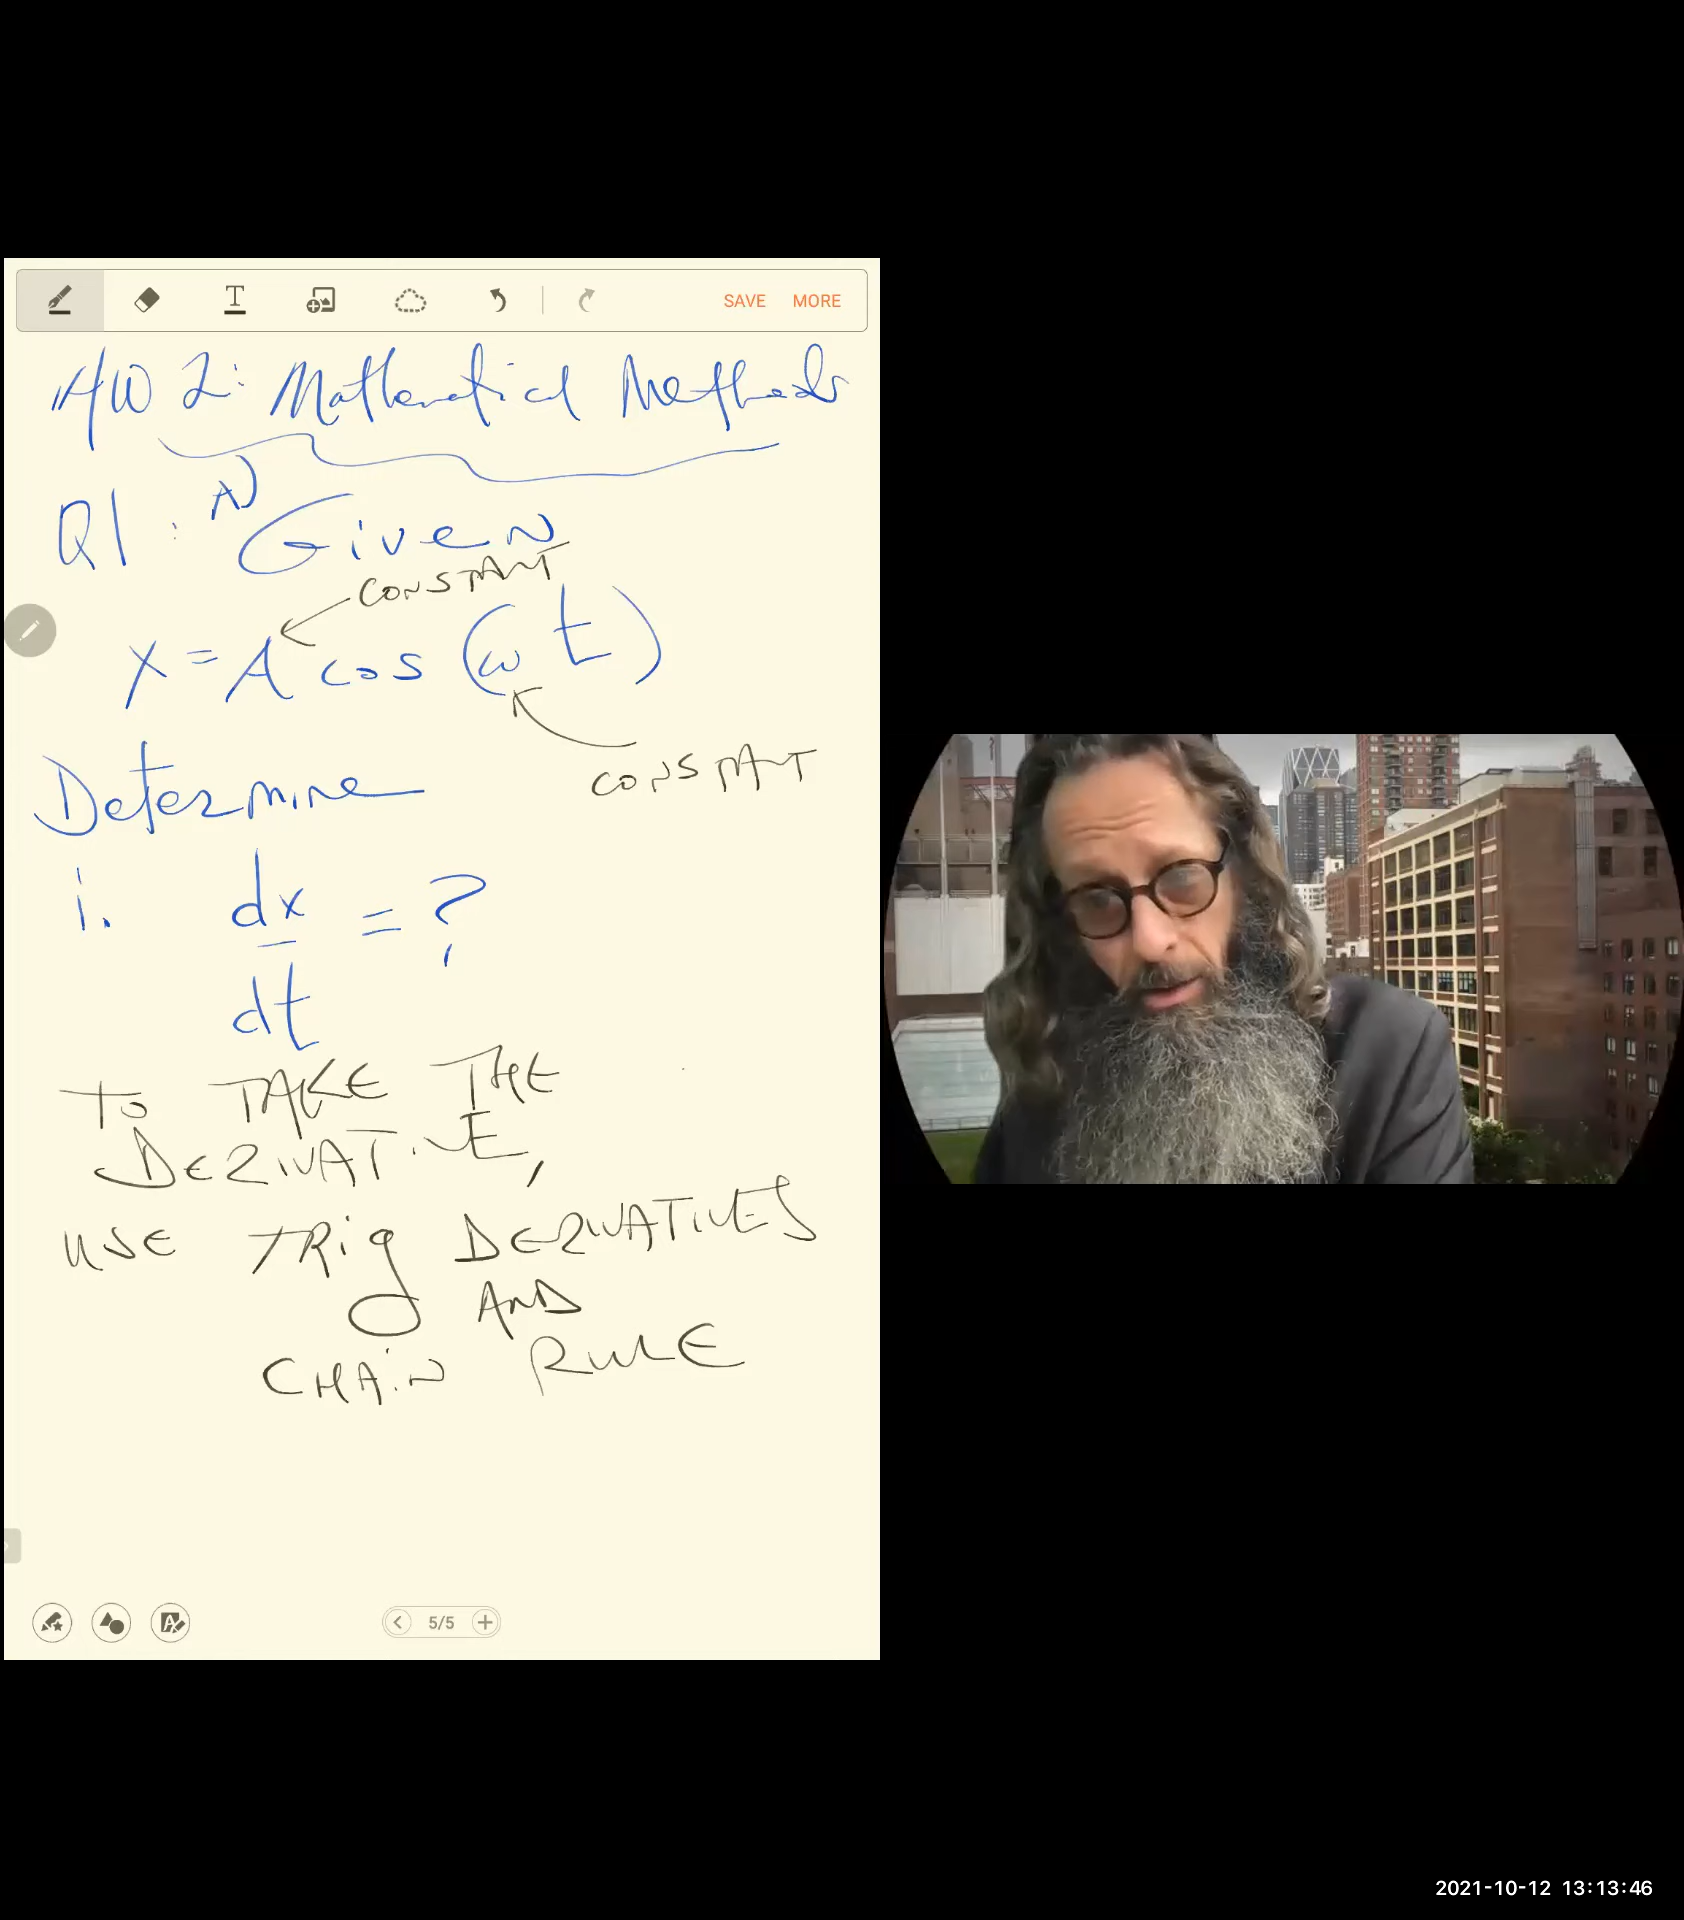 T
SAVE MORE
HW 2: Mathematical Methods
Q1: A) Given
CONSTANT
x = A cos (ω t)
CONSTANT
Determine
i. dx = ?
dt
TO TAKE THE
DERIVATIVE,
USE TRIG DERIVATIVES
AND
CHAIN RULE
A
5/5
2021-10-12 13:13:46